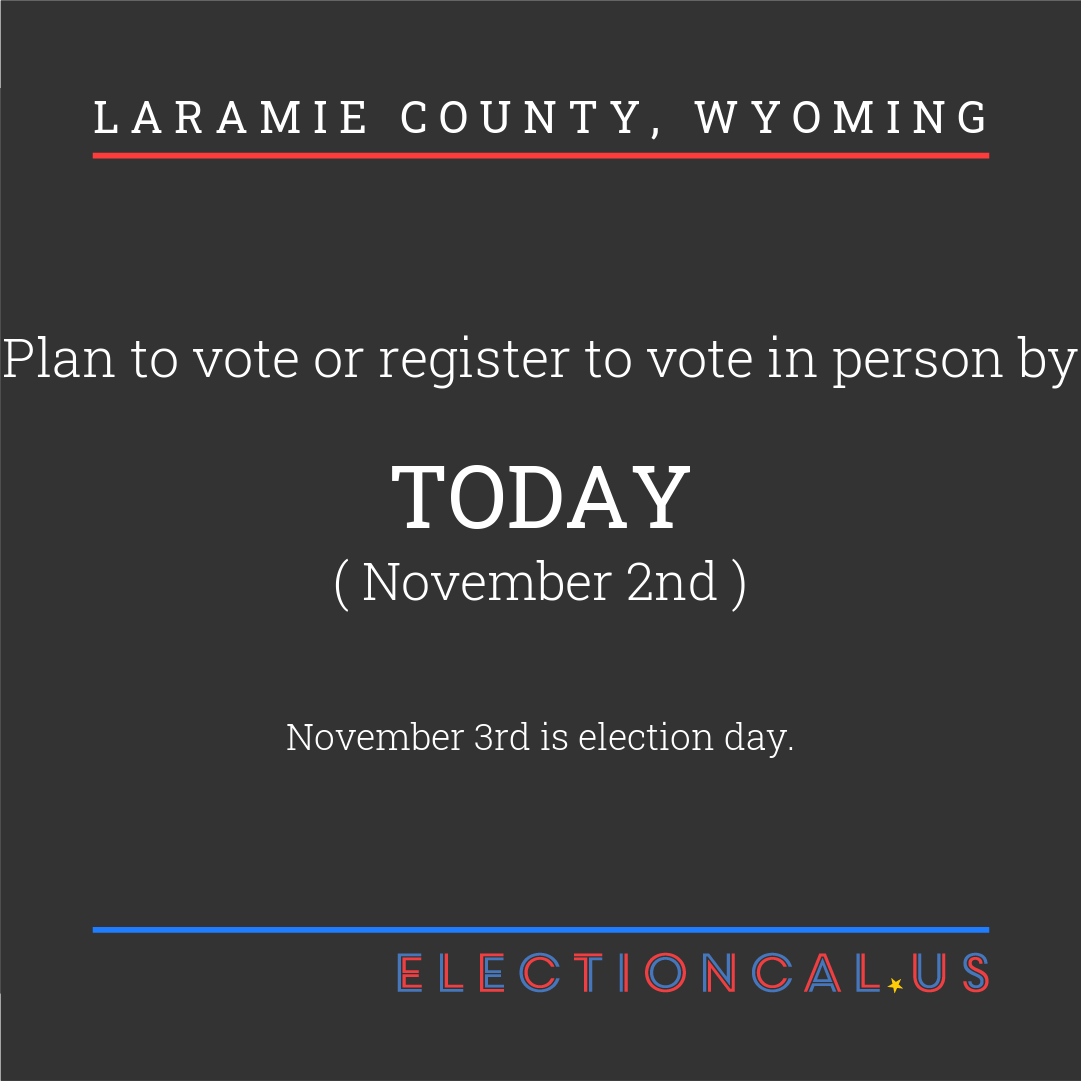 LARAMIE COUNTY, WYOMING
Plan to vote or register to vote in person by
TODAY
( November 2nd )
November 3rd is election day.
ELECTIONCAL.US